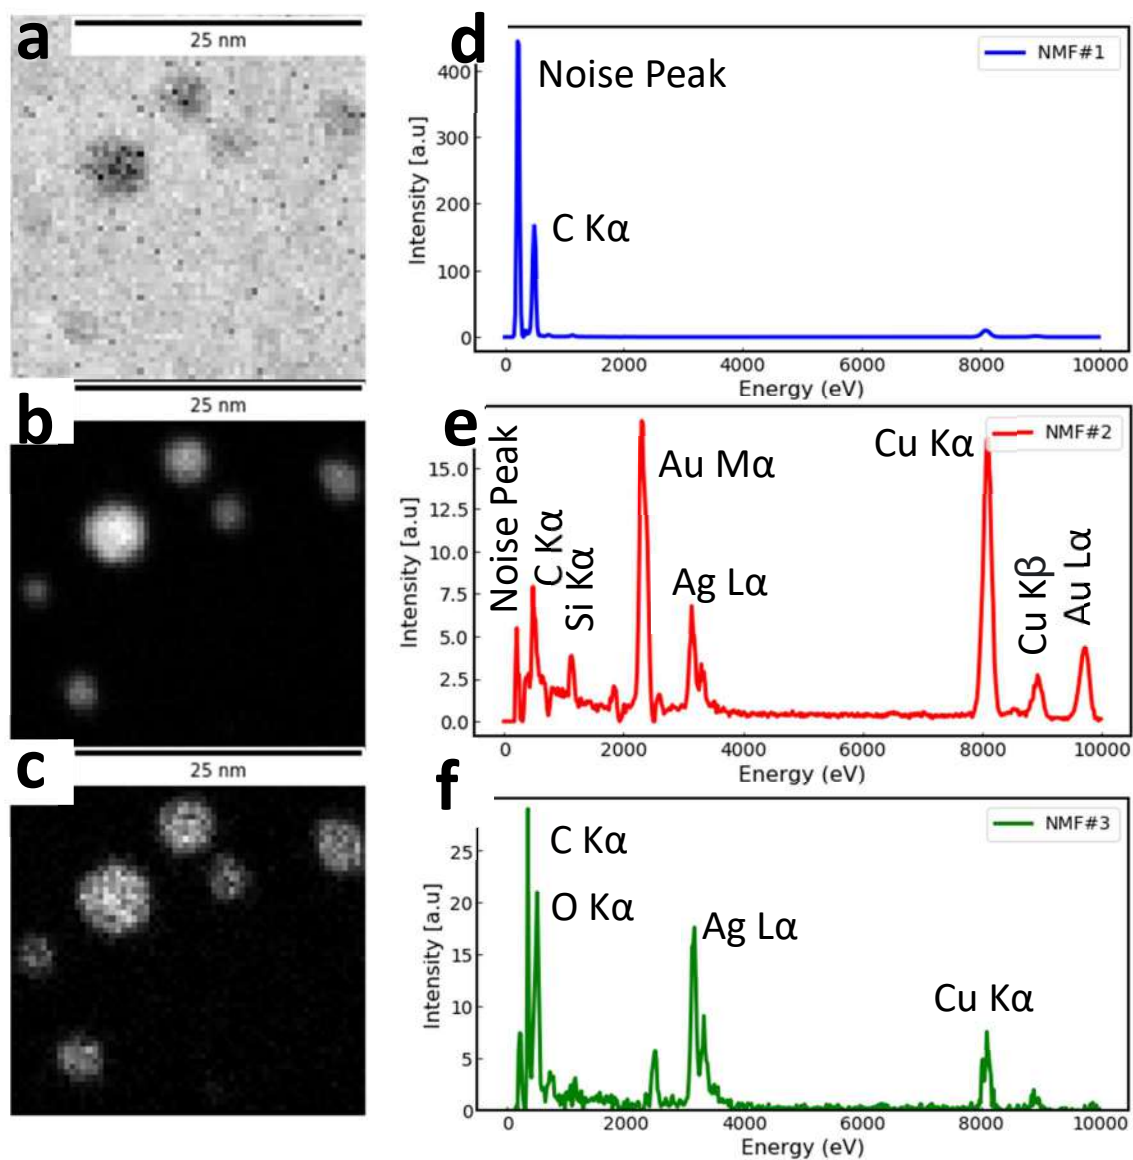 a
25 nm
b
25 nm
c
25 nm
d
NMF#1
Noise Peak
C Kα
Intensity [a.u]
400
300
200
100
0
0 2000 4000 6000 8000 10000
Energy (eV)
e
NMF#2
Noise Peak
C Kα
Si Kα
Au Mα
Ag Lα
Cu Kα
Cu Kβ
Au Lα
Intensity [a.u]
15.0
12.5
10.0
7.5
5.0
2.5
0.0
0 2000 4000 6000 8000 10000
Energy (eV)
f
NMF#3
C Kα
O Kα
Ag Lα
Cu Kα
Intensity [a.u]
25
20
15
10
5
0
0 2000 4000 6000 8000 10000
Energy (eV)